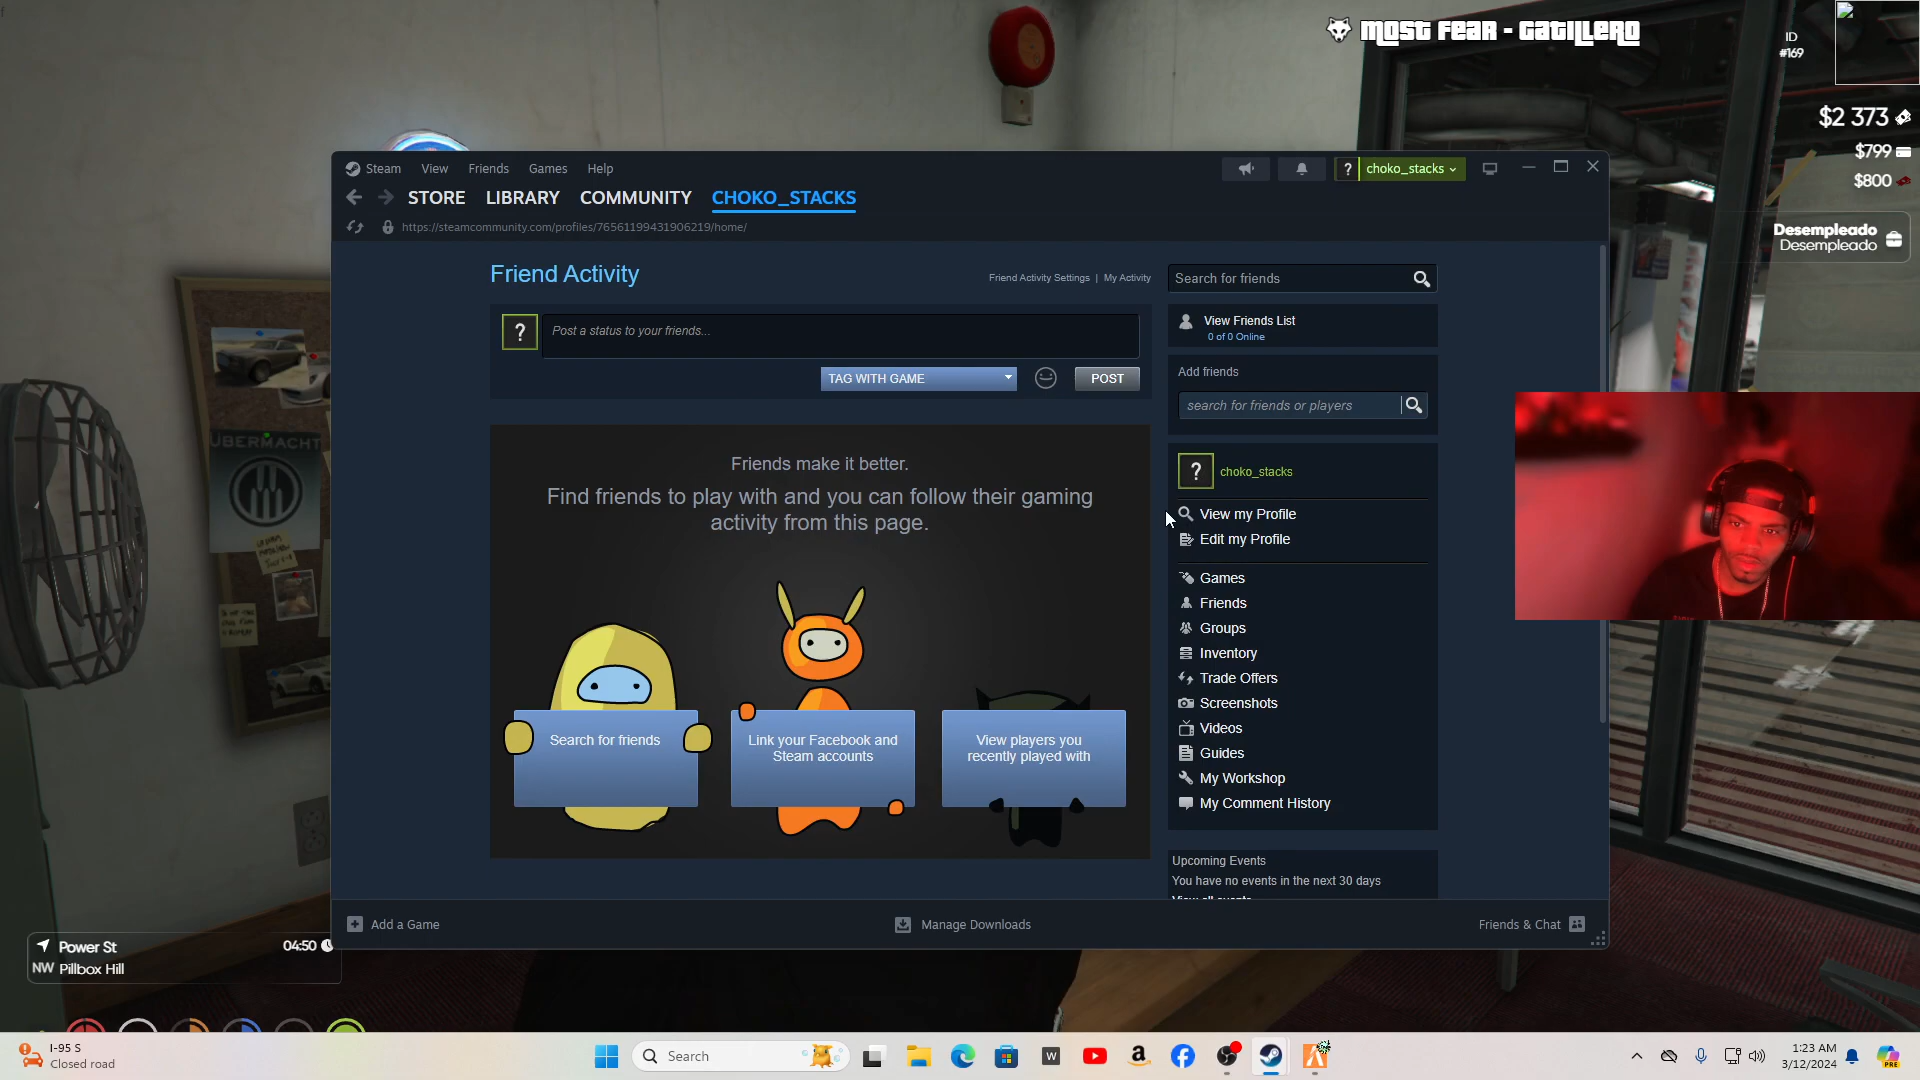 MOST FEAR - GATILLERO
ID
#169
$2 373
$799
$800
Desempleado
Desempleado
Steam View Friends Games Help
? choko_stacks
STORE LIBRARY COMMUNITY CHOKO_STACKS
https://steamcommunity.com/profiles/76561199431906219/home/
Friend Activity
Friend Activity Settings | My Activity
Search for friends
? Post a status to your friends...
TAG WITH GAME
POST
View Friends List
0 of 0 Online
Add friends
search for friends or players
Friends make it better.
Find friends to play with and you can follow their gaming
activity from this page.
Search for friends
Link your Facebook and
Steam accounts
View players you
recently played with
? choko_stacks
View my Profile
Edit my Profile
Games
Friends
Groups
Inventory
Trade Offers
Screenshots
Videos
Guides
My Workshop
My Comment History
Upcoming Events
You have no events in the next 30 days
View all events
Add a Game
Manage Downloads
Friends & Chat
ÜBERMACHT
Power St
04:50
NW Pillbox Hill
I-95 S
Closed road
Search
W
PRE
1:23 AM
3/12/2024